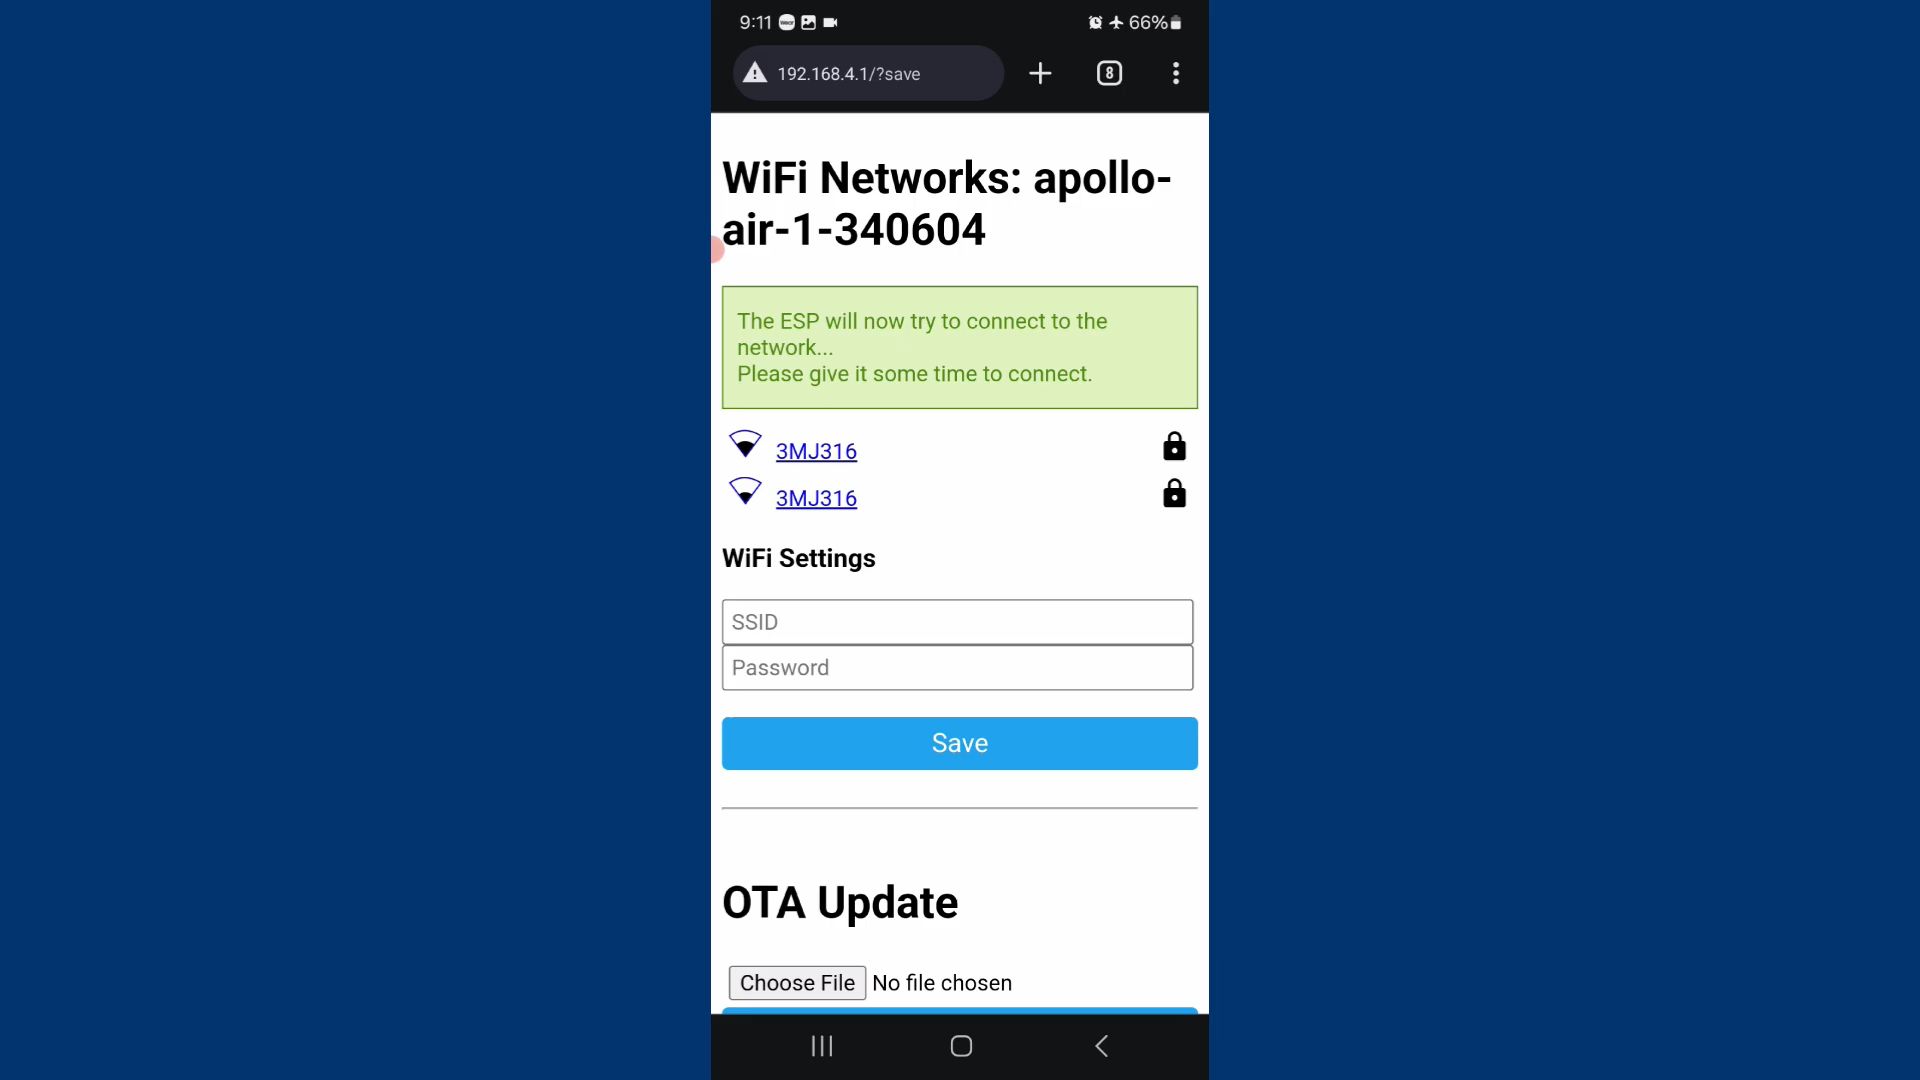 9:11
66%
192.168.4.1/?save
8
WiFi Networks: apollo-
air-1-340604
The ESP will now try to connect to the
network...
Please give it some time to connect.
3MJ316
3MJ316
WiFi Settings
SSID
Password
Save
OTA Update
Choose File No file chosen